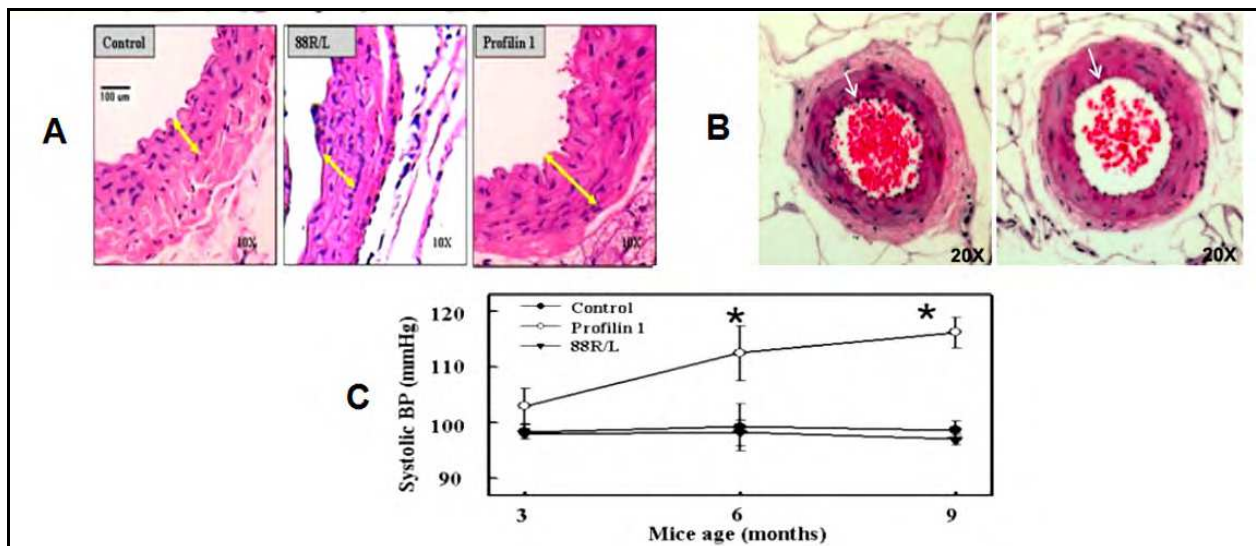 A
Control
100 um
10X
88R/L
10X
Profilin 1
10X
B
20X
20X
C
Control
Profilin 1
88R/L
Systolic BP (mmHg)
120
110
100
90
*
*
3
6
9
Mice age (months)